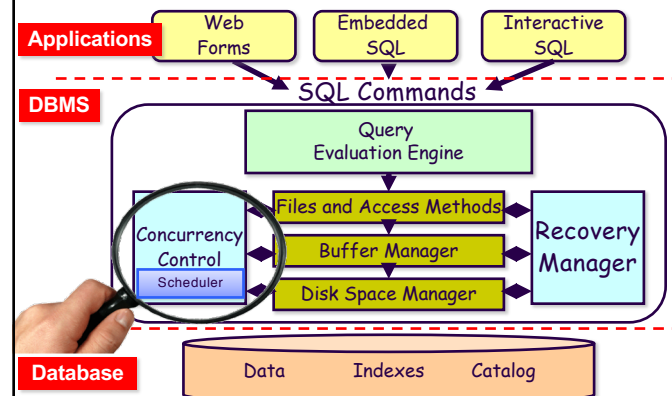 Applications
Web
Forms
Embedded
SQL
Interactive
SQL
SQL Commands
DBMS
Query
Evaluation Engine
Files and Access Methods
Buffer Manager
Disk Space Manager
Concurrency
Control
Scheduler
Recovery
Manager
Database
Data Indexes Catalog